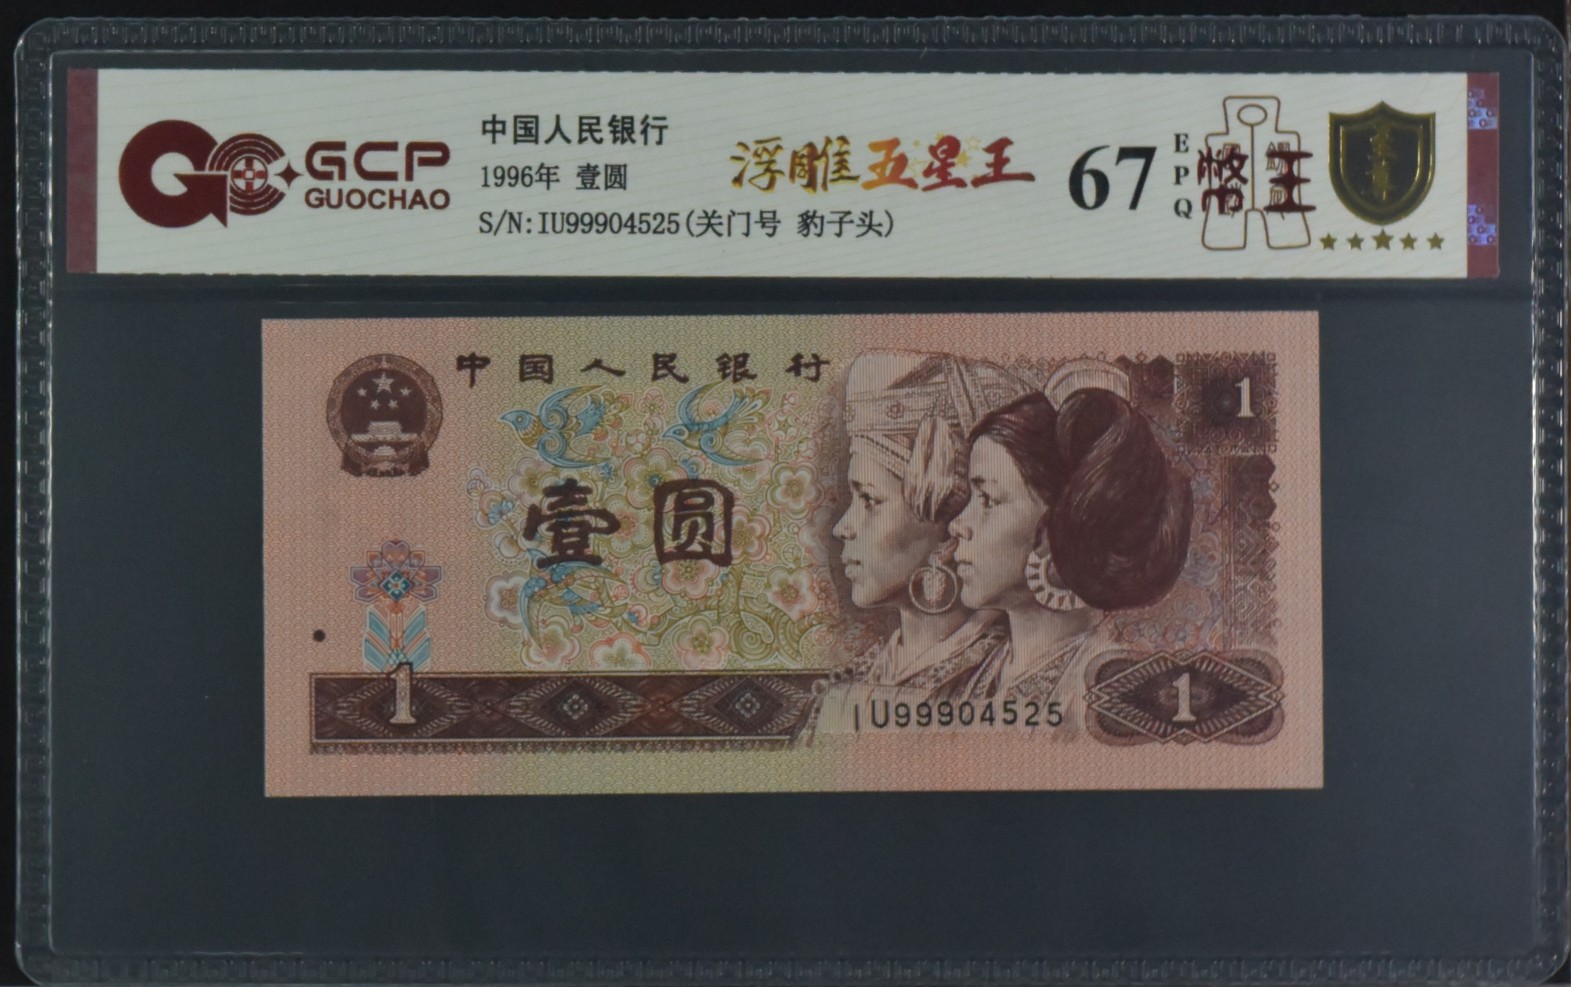 GCP
GUOCHAO
中国人民银行
1996年 壹圆
S/N:IU99904525(关门号 豹子头)
浮雕五星王
67
EPQ
中国人民银行
1
壹圆
1
IU99904525
1